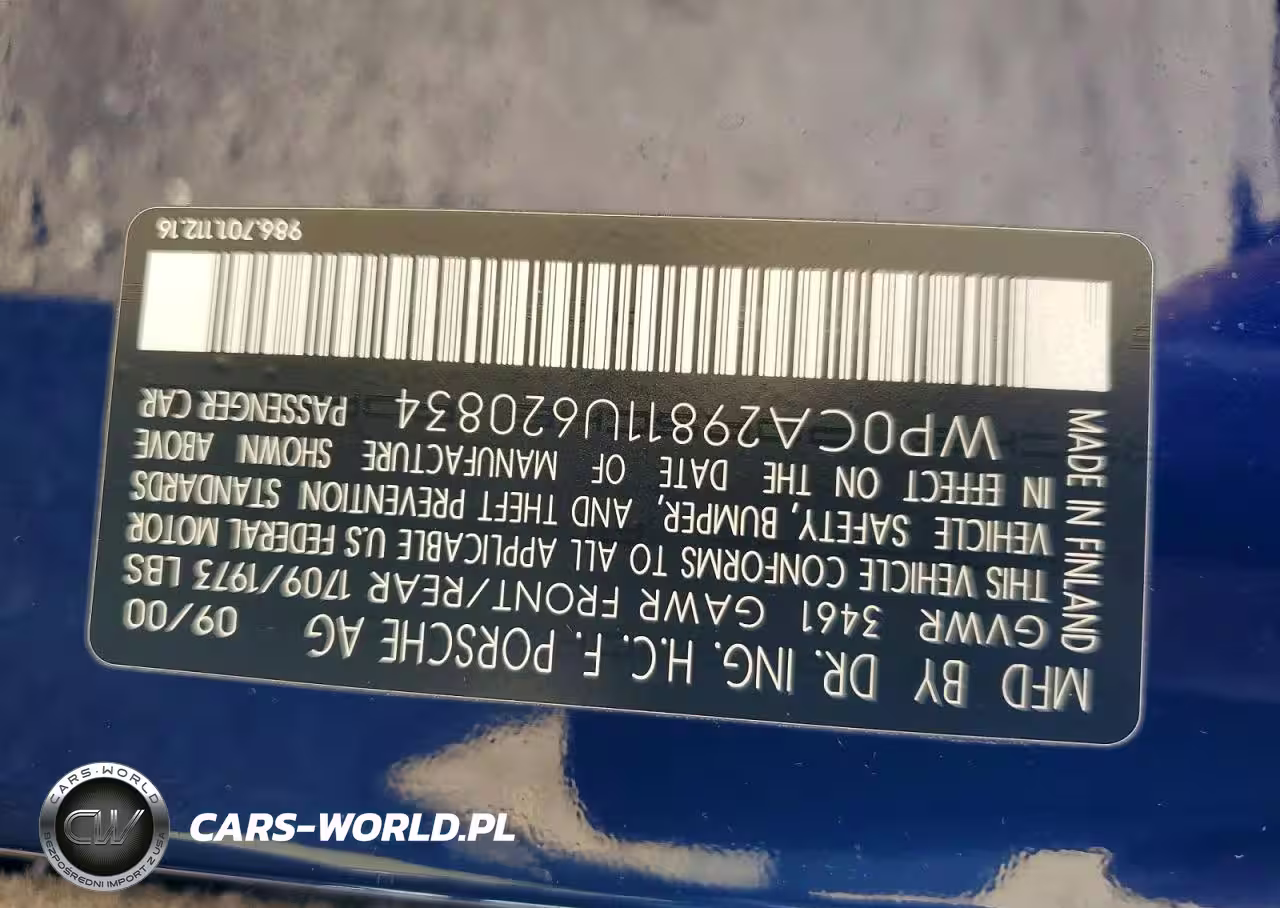 MFD BY DR. ING. H.C. F. PORSCHE AG 09/00
GVWR 3461 GAWR FRONT/REAR 1709/1973 LBS
THIS VEHICLE CONFORMS TO ALL APPLICABLE U.S FEDERAL MOTOR
VEHICLE SAFETY, BUMPER, AND THEFT PREVENTION STANDARDS
IN EFFECT ON THE DATE OF MANUFACTURE SHOWN ABOVE
WP0CA29811U620834 PASSENGER CAR
MADE IN FINLAND
986.701.112.16
CARS-WORLD
CW
BEZPOŚREDNI IMPORT Z USA
CARS-WORLD.PL